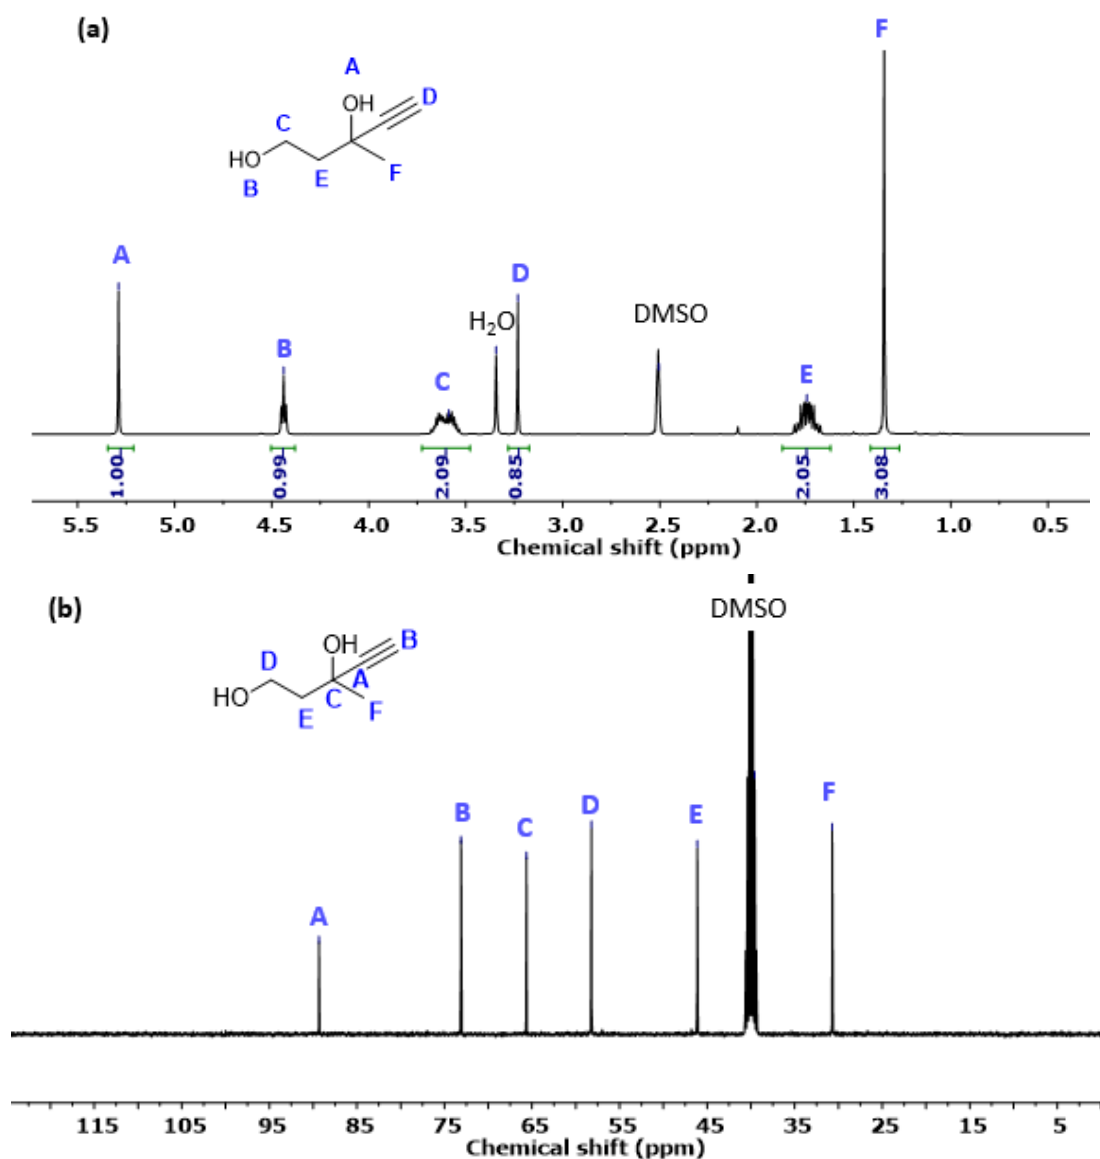 (a)
F
A
OH
D
C
HO
B
E
F
A
B
C
H2O
D
DMSO
E
1.00
0.99
2.09
0.85
2.05
3.08
5.5 5.0 4.5 4.0 3.5 3.0 2.5 2.0 1.5 1.0 0.5
Chemical shift (ppm)
(b)
DMSO
OH
B
D
A
HO
C
E
F
A
B
C
D
E
F
115 105 95 85 75 65 55 45 35 25 15 5
Chemical shift (ppm)